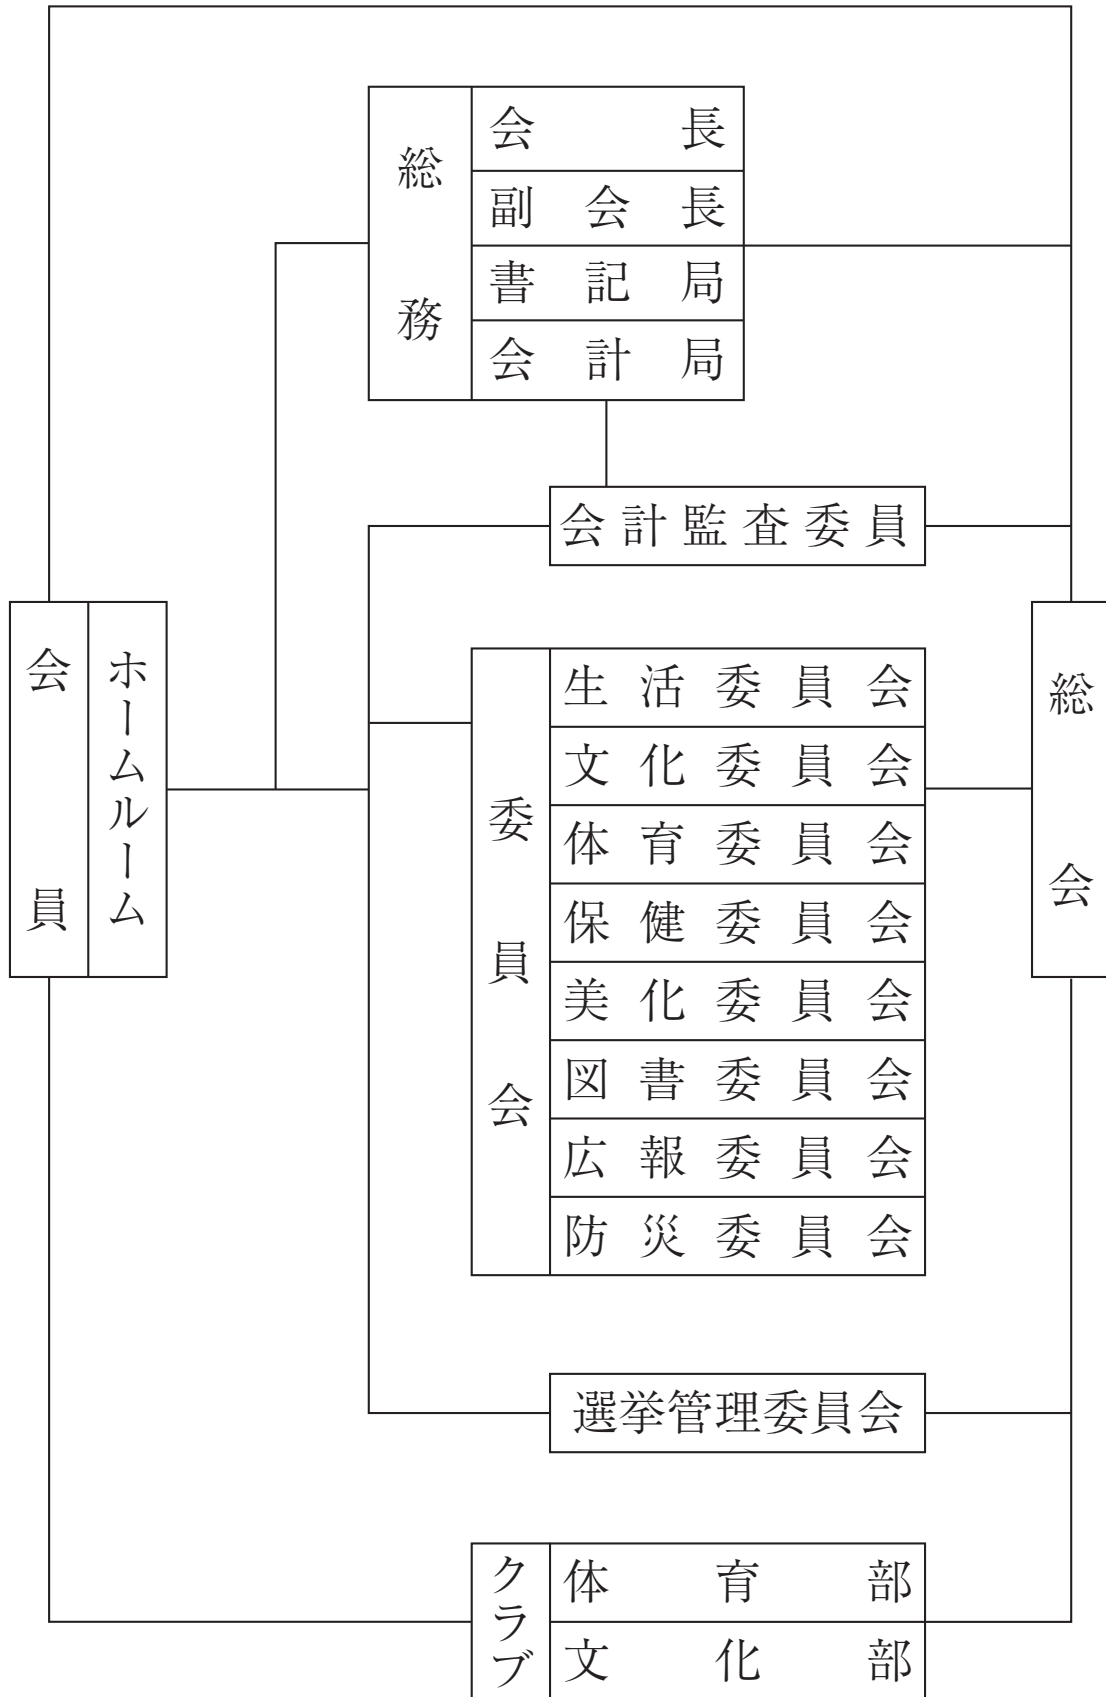 総務
会長
副会長
書記局
会計局
会計監査委員
会員
ホームルーム
委員会
生活委員会
文化委員会
体育委員会
保健委員会
美化委員会
図書委員会
広報委員会
防災委員会
総会
選挙管理委員会
クラブ
体育部
文化部